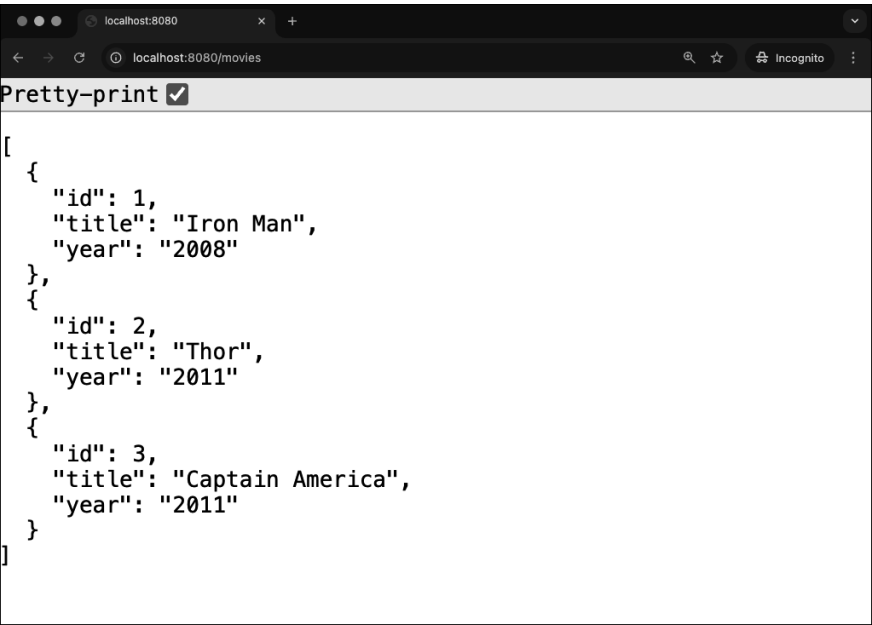 localhost:8080
localhost:8080/movies
Incognito
Pretty-print
[
  {
    "id": 1,
    "title": "Iron Man",
    "year": "2008"
  },
  {
    "id": 2,
    "title": "Thor",
    "year": "2011"
  },
  {
    "id": 3,
    "title": "Captain America",
    "year": "2011"
  }
]